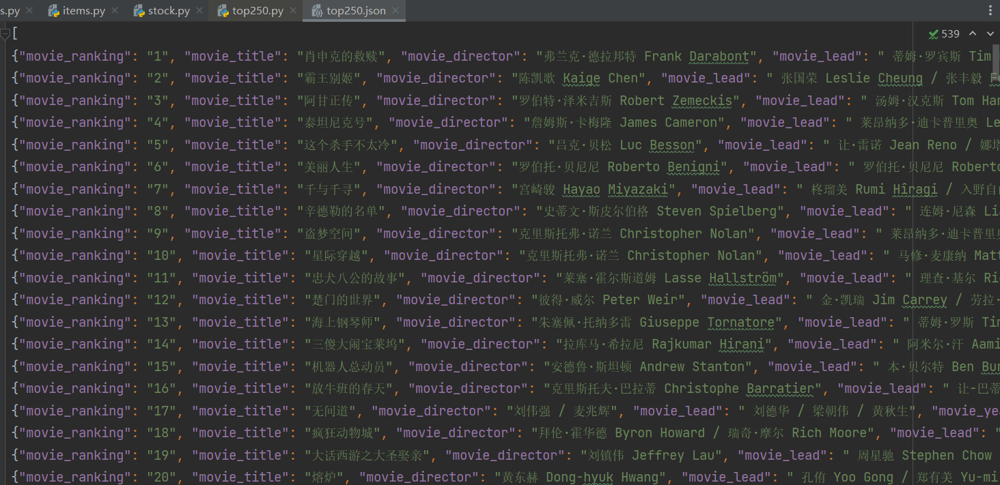 s.py items.py stock.py top250.py top250.json
[ 539
{"movie_ranking": "1", "movie_title": "肖申克的救赎", "movie_director": "弗兰克·德拉邦特 Frank Darabont", "movie_lead": " 蒂姆·罗宾斯 Tim
{"movie_ranking": "2", "movie_title": "霸王别姬", "movie_director": "陈凯歌 Kaige Chen", "movie_lead": " 张国荣 Leslie Cheung / 张丰毅 Fe
{"movie_ranking": "3", "movie_title": "阿甘正传", "movie_director": "罗伯特·泽米吉斯 Robert Zemeckis", "movie_lead": " 汤姆·汉克斯 Tom Han
{"movie_ranking": "4", "movie_title": "泰坦尼克号", "movie_director": "詹姆斯·卡梅隆 James Cameron", "movie_lead": " 莱昂纳多·迪卡普里奥 Le
{"movie_ranking": "5", "movie_title": "这个杀手不太冷", "movie_director": "吕克·贝松 Luc Besson", "movie_lead": " 让·雷诺 Jean Reno / 娜塔
{"movie_ranking": "6", "movie_title": "美丽人生", "movie_director": "罗伯托·贝尼尼 Roberto Benigni", "movie_lead": " 罗伯托·贝尼尼 Roberto
{"movie_ranking": "7", "movie_title": "千与千寻", "movie_director": "宫崎骏 Hayao Miyazaki", "movie_lead": " 柊瑠美 Rumi Hîragi / 入野自由
{"movie_ranking": "8", "movie_title": "辛德勒的名单", "movie_director": "史蒂文·斯皮尔伯格 Steven Spielberg", "movie_lead": " 连姆·尼森 Lia
{"movie_ranking": "9", "movie_title": "盗梦空间", "movie_director": "克里斯托弗·诺兰 Christopher Nolan", "movie_lead": " 莱昂纳多·迪卡普里奥
{"movie_ranking": "10", "movie_title": "星际穿越", "movie_director": "克里斯托弗·诺兰 Christopher Nolan", "movie_lead": " 马修·麦康纳 Matt
{"movie_ranking": "11", "movie_title": "忠犬八公的故事", "movie_director": "莱塞·霍尔斯道姆 Lasse Hallström", "movie_lead": " 理查·基尔 Ric
{"movie_ranking": "12", "movie_title": "楚门的世界", "movie_director": "彼得·威尔 Peter Weir", "movie_lead": " 金·凯瑞 Jim Carrey / 劳拉·
{"movie_ranking": "13", "movie_title": "海上钢琴师", "movie_director": "朱塞佩·托纳多雷 Giuseppe Tornatore", "movie_lead": " 蒂姆·罗斯 Tim
{"movie_ranking": "14", "movie_title": "三傻大闹宝莱坞", "movie_director": "拉库马·希拉尼 Rajkumar Hirani", "movie_lead": " 阿米尔·汗 Aami
{"movie_ranking": "15", "movie_title": "机器人总动员", "movie_director": "安德鲁·斯坦顿 Andrew Stanton", "movie_lead": " 本·贝尔特 Ben Bur
{"movie_ranking": "16", "movie_title": "放牛班的春天", "movie_director": "克里斯托夫·巴拉蒂 Christophe Barratier", "movie_lead": " 让-巴蒂
{"movie_ranking": "17", "movie_title": "无间道", "movie_director": "刘伟强 / 麦兆辉", "movie_lead": " 刘德华 / 梁朝伟 / 黄秋生", "movie_yea
{"movie_ranking": "18", "movie_title": "疯狂动物城", "movie_director": "拜伦·霍华德 Byron Howard / 瑞奇·摩尔 Rich Moore", "movie_lead": "
{"movie_ranking": "19", "movie_title": "大话西游之大圣娶亲", "movie_director": "刘镇伟 Jeffrey Lau", "movie_lead": " 周星驰 Stephen Chow
{"movie_ranking": "20", "movie_title": "熔炉", "movie_director": "黄东赫 Dong-hyuk Hwang", "movie_lead": " 孔侑 Yoo Gong / 郑有美 Yu-mi